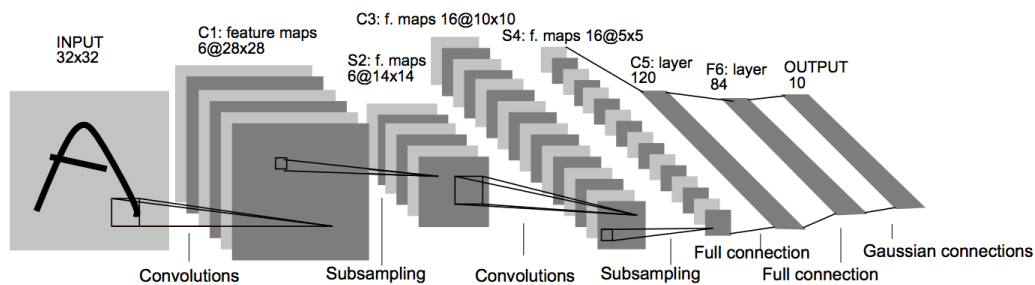 INPUT
32x32
C1: feature maps
6@28x28
S2: f. maps
6@14x14
C3: f. maps 16@10x10
S4: f. maps 16@5x5
C5: layer
120
F6: layer
84
OUTPUT
10
Convolutions
Subsampling
Convolutions
Subsampling
Full connection
Full connection
Gaussian connections
A